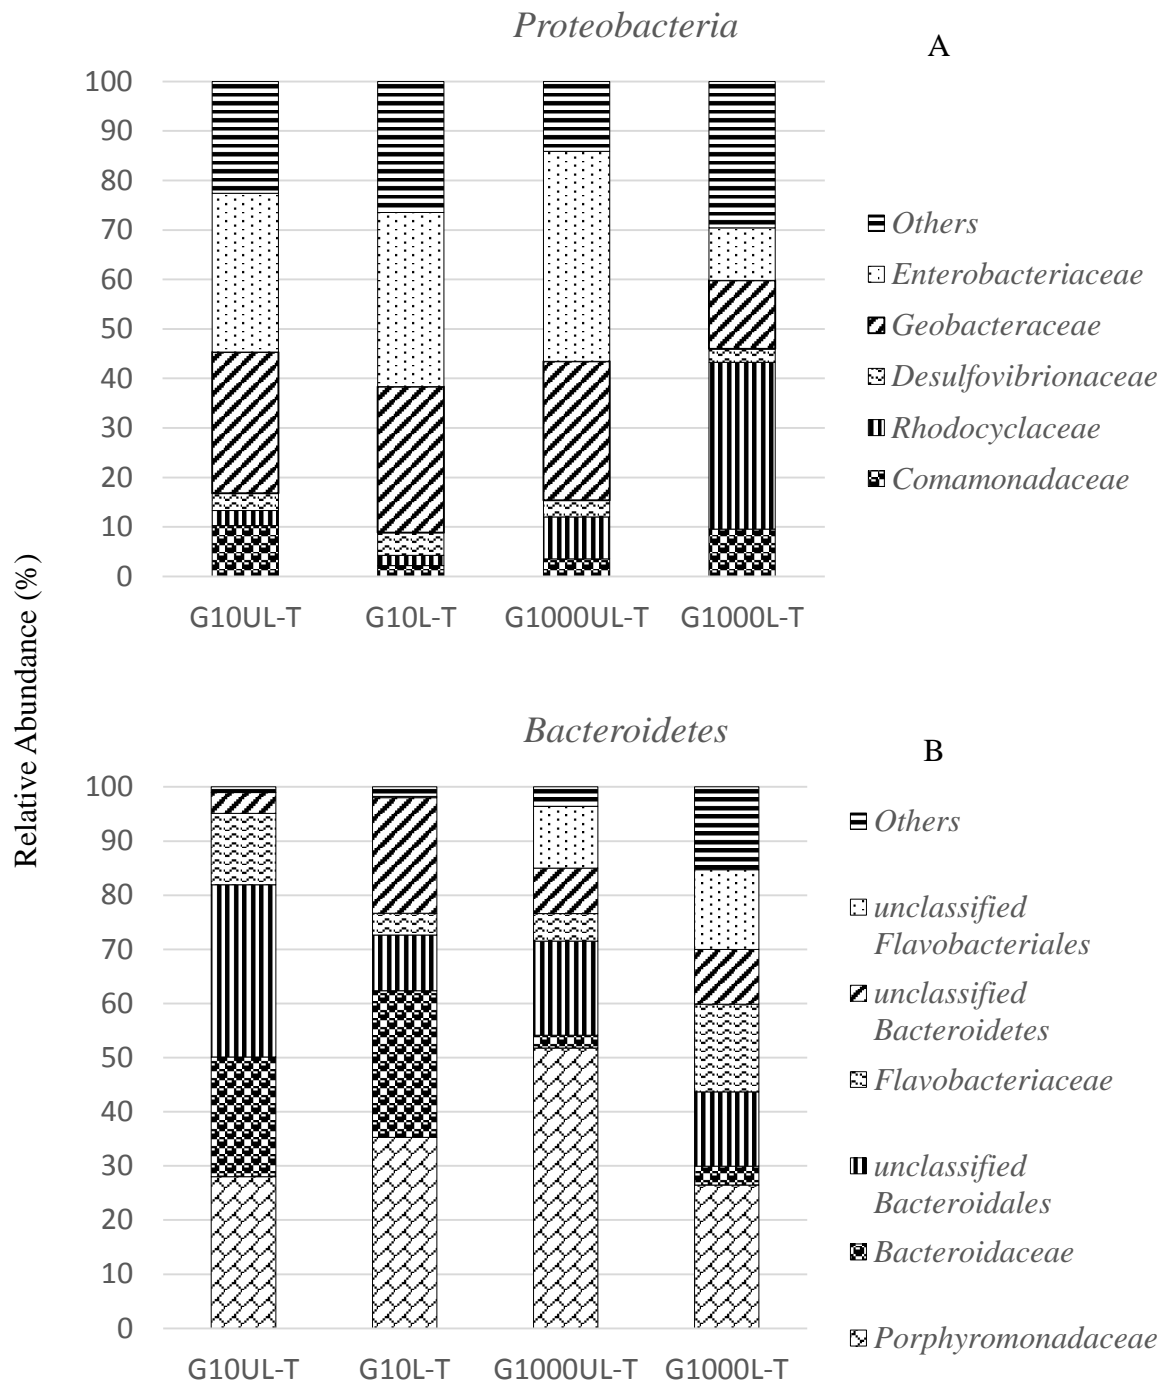 Proteobacteria
A
100
90
80
70
60
50
40
30
20
10
0
G10UL-T
G10L-T
G1000UL-T
G1000L-T
Others
Enterobacteriaceae
Geobacteraceae
Desulfovibrionaceae
Rhodocyclaceae
Comamonadaceae
Relative Abundance (%)
Bacteroidetes
B
100
90
80
70
60
50
40
30
20
10
0
G10UL-T
G10L-T
G1000UL-T
G1000L-T
Others
unclassified
Flavobacteriales
unclassified
Bacteroidetes
Flavobacteriaceae
unclassified
Bacteroidales
Bacteroidaceae
Porphyromonadaceae